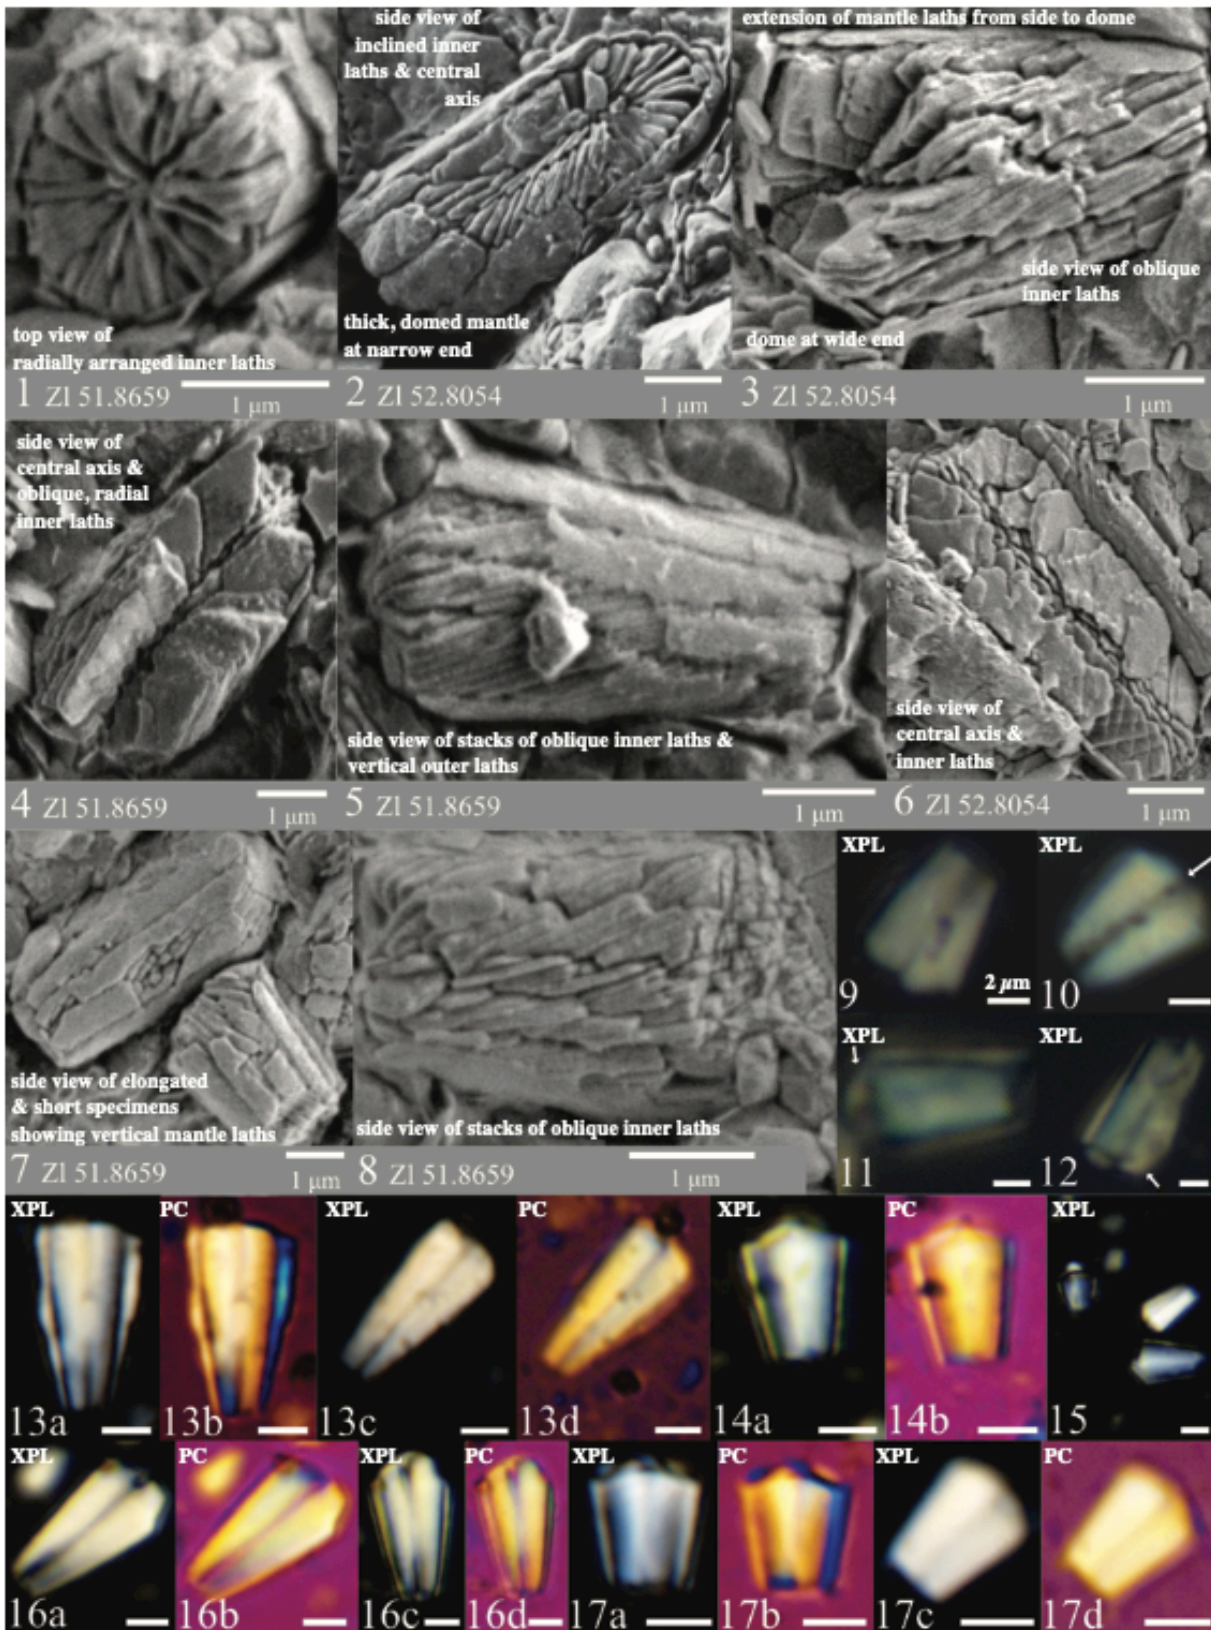 side view of
inclined inner
laths & central
axis
extension of mantle laths from side to dome
top view of
radially arranged inner laths
thick, domed mantle
at narrow end
side view of oblique
inner laths
dome at wide end
1 ZI 51.8659 1 µm
2 ZI 52.8054 1 µm
3 ZI 52.8054 1 µm
side view of
central axis &
oblique, radial
inner laths
side view of stacks of oblique inner laths &
vertical outer laths
side view of
central axis &
inner laths
4 ZI 51.8659 1 µm
5 ZI 51.8659 1 µm
6 ZI 52.8054 1 µm
side view of elongated
& short specimens
showing vertical mantle laths
side view of stacks of oblique inner laths
7 ZI 51.8659 1 µm
8 ZI 51.8659 1 µm
XPL
9
2 µm
XPL
10
XPL
11
XPL
12
XPL
13a
PC
13b
XPL
13c
PC
13d
XPL
14a
PC
14b
XPL
15
XPL
16a
PC
16b
XPL
16c
PC
16d
XPL
17a
PC
17b
XPL
17c
PC
17d